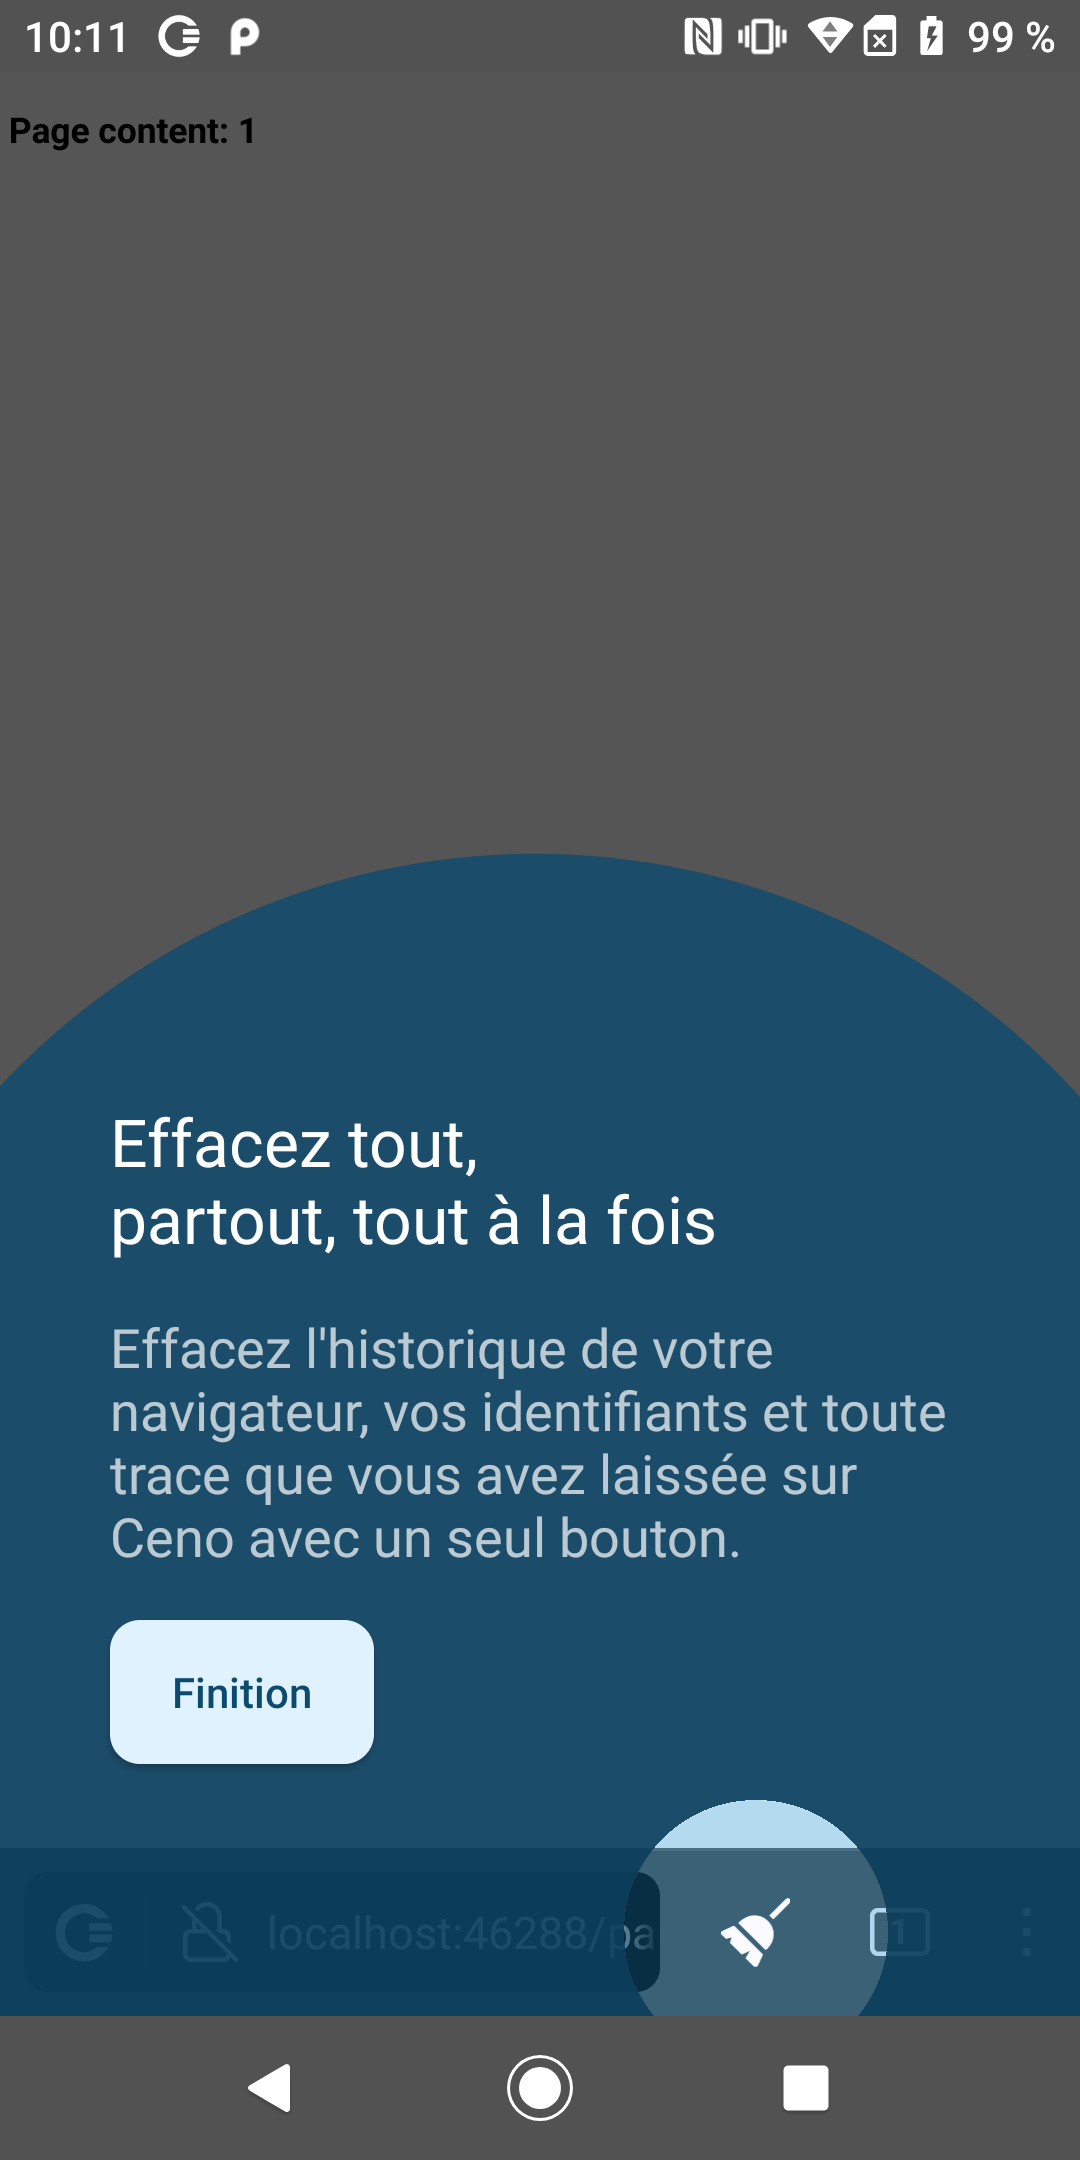 10:11
99 %
Page content: 1
Effacez tout,
partout, tout à la fois
Effacez l'historique de votre
navigateur, vos identifiants et toute
trace que vous avez laissée sur
Ceno avec un seul bouton.
Finition
localhost:46288/pa
1